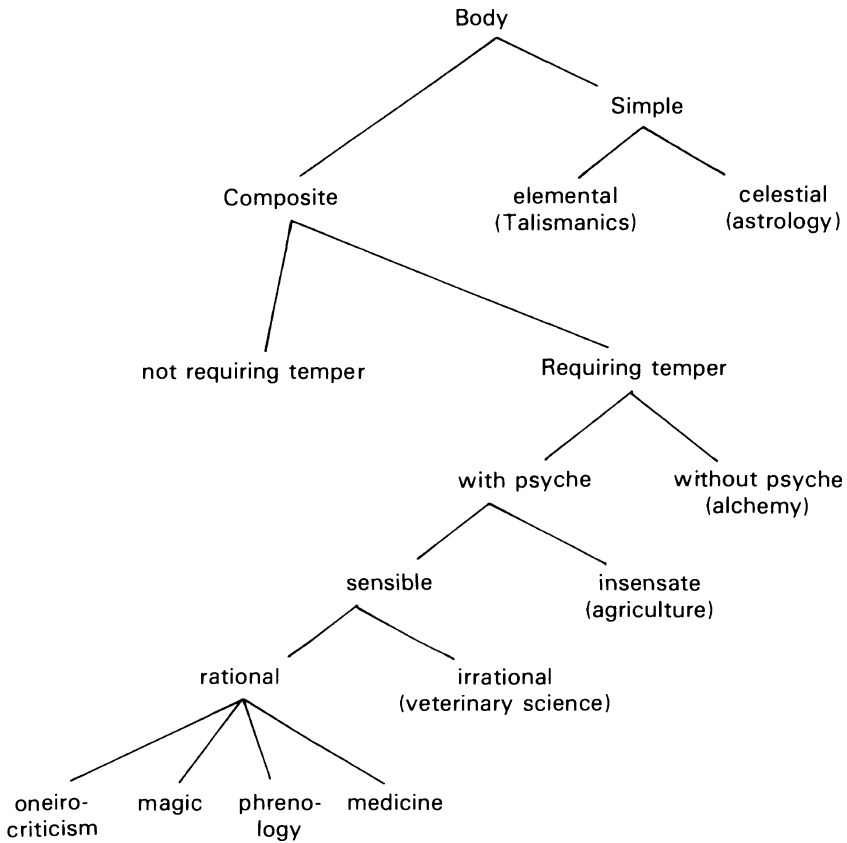 Body
Simple
Composite
elemental
(Talismanics)
celestial
(astrology)
not requiring temper
Requiring temper
with psyche
without psyche
(alchemy)
sensible
insensate
(agriculture)
rational
irrational
(veterinary science)
oneiro-
criticism
magic
phreno-
logy
medicine